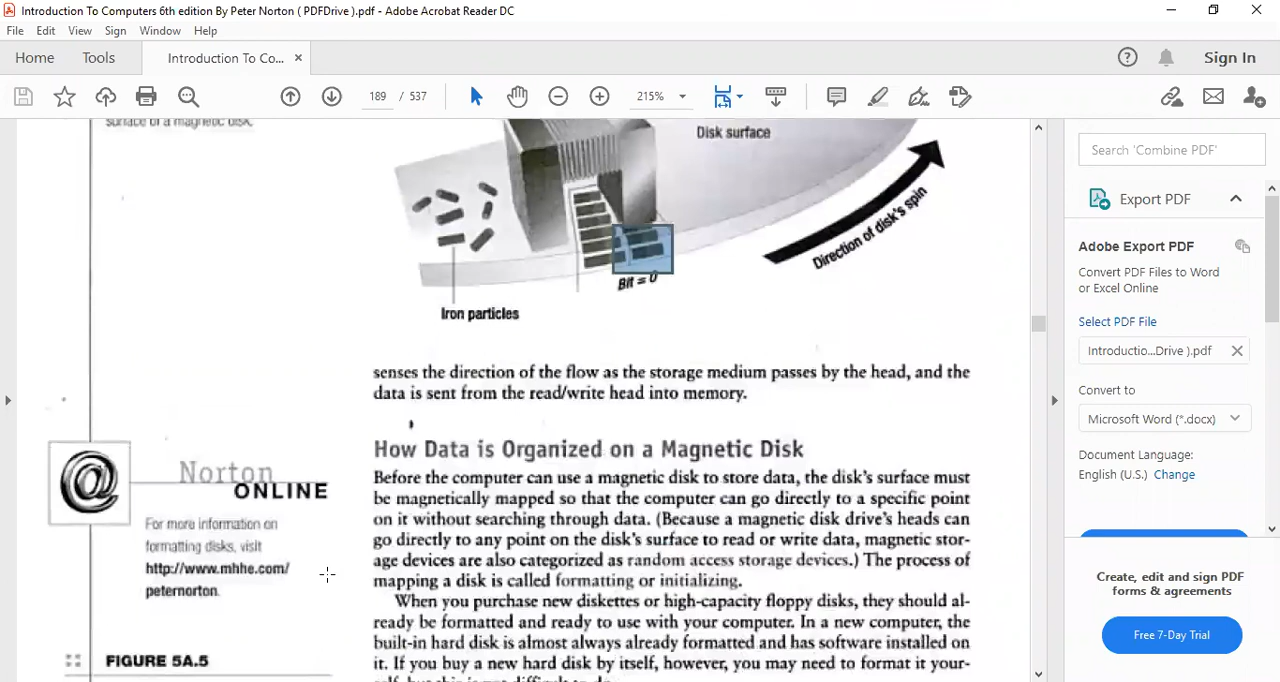 Introduction To Computers 6th edition By Peter Norton ( PDFDrive ).pdf - Adobe Acrobat Reader DC
File Edit View Sign Window Help
Home Tools Introduction To Co... × Sign In
189 / 537 215%
surface of a magnetic disk.
Disk surface
Direction of disk's spin
Bit = 0
Iron particles
senses the direction of the flow as the storage medium passes by the head, and the
data is sent from the read/write head into memory.
How Data is Organized on a Magnetic Disk
Before the computer can use a magnetic disk to store data, the disk's surface must
be magnetically mapped so that the computer can go directly to a specific point
on it without searching through data. (Because a magnetic disk drive's heads can
go directly to any point on the disk's surface to read or write data, magnetic stor-
age devices are also categorized as random access storage devices.) The process of
mapping a disk is called formatting or initializing.
When you purchase new diskettes or high-capacity floppy disks, they should al-
ready be formatted and ready to use with your computer. In a new computer, the
built-in hard disk is almost always already formatted and has software installed on
it. If you buy a new hard disk by itself, however, you may need to format it your-
self, but this is not difficult to do.
@
Norton
ONLINE
For more information on
formatting disks, visit
http://www.mhhe.com/
peternorton.
FIGURE 5A.5
Search 'Combine PDF'
Export PDF
Adobe Export PDF
Convert PDF Files to Word
or Excel Online
Select PDF File
Introductio...Drive ).pdf
Convert to
Microsoft Word (*.docx)
Document Language:
English (U.S.) Change
Create, edit and sign PDF
forms & agreements
Free 7-Day Trial